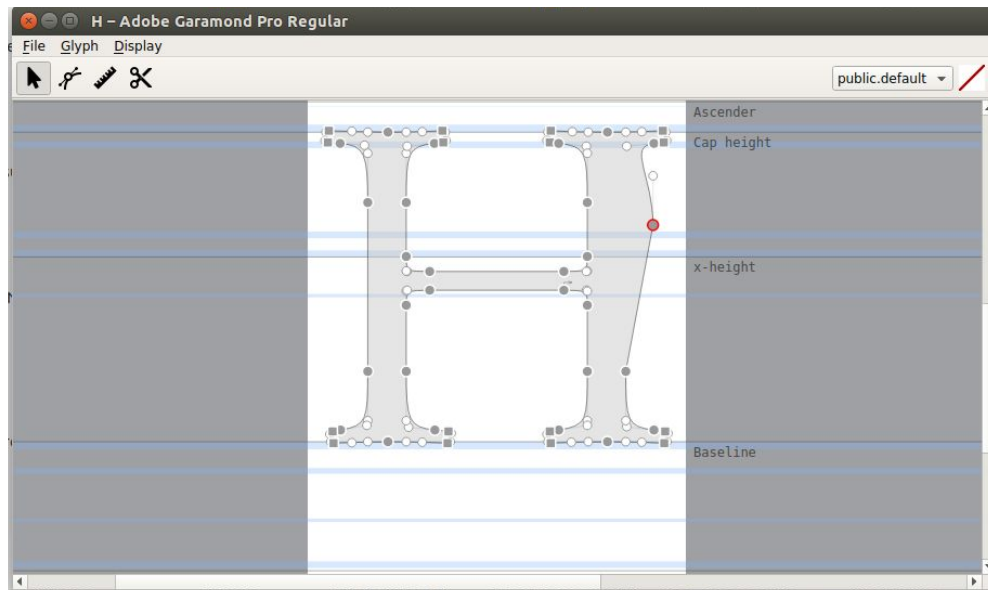 H – Adobe Garamond Pro Regular
File Glyph Display
public.default
Ascender
Cap height
x-height
Baseline